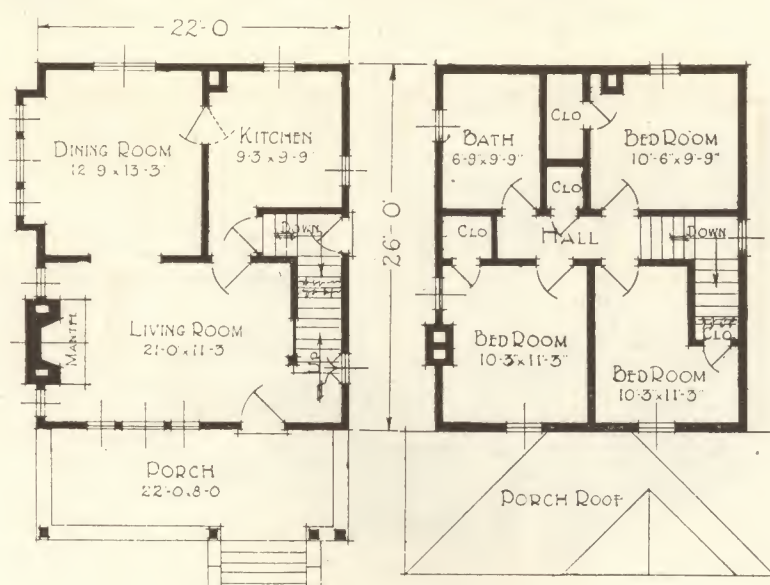 22'-0
DINING ROOM
12'-9 x 13'-3"
KITCHEN
9'-3 x 9'-9"
DOWN
LIVING ROOM
21'-0 x 11'-3
MANTEL
UP
PORCH
22'-0 x 8'-0
26'-0
BATH
6'-9" x 9'-9"
CLO
BED ROOM
10'-6" x 9'-9"
CLO
CLO
HALL
DOWN
BED ROOM
10'-3" x 11'-3"
CLO
BED ROOM
10'-3" x 11'-3"
PORCH ROOF